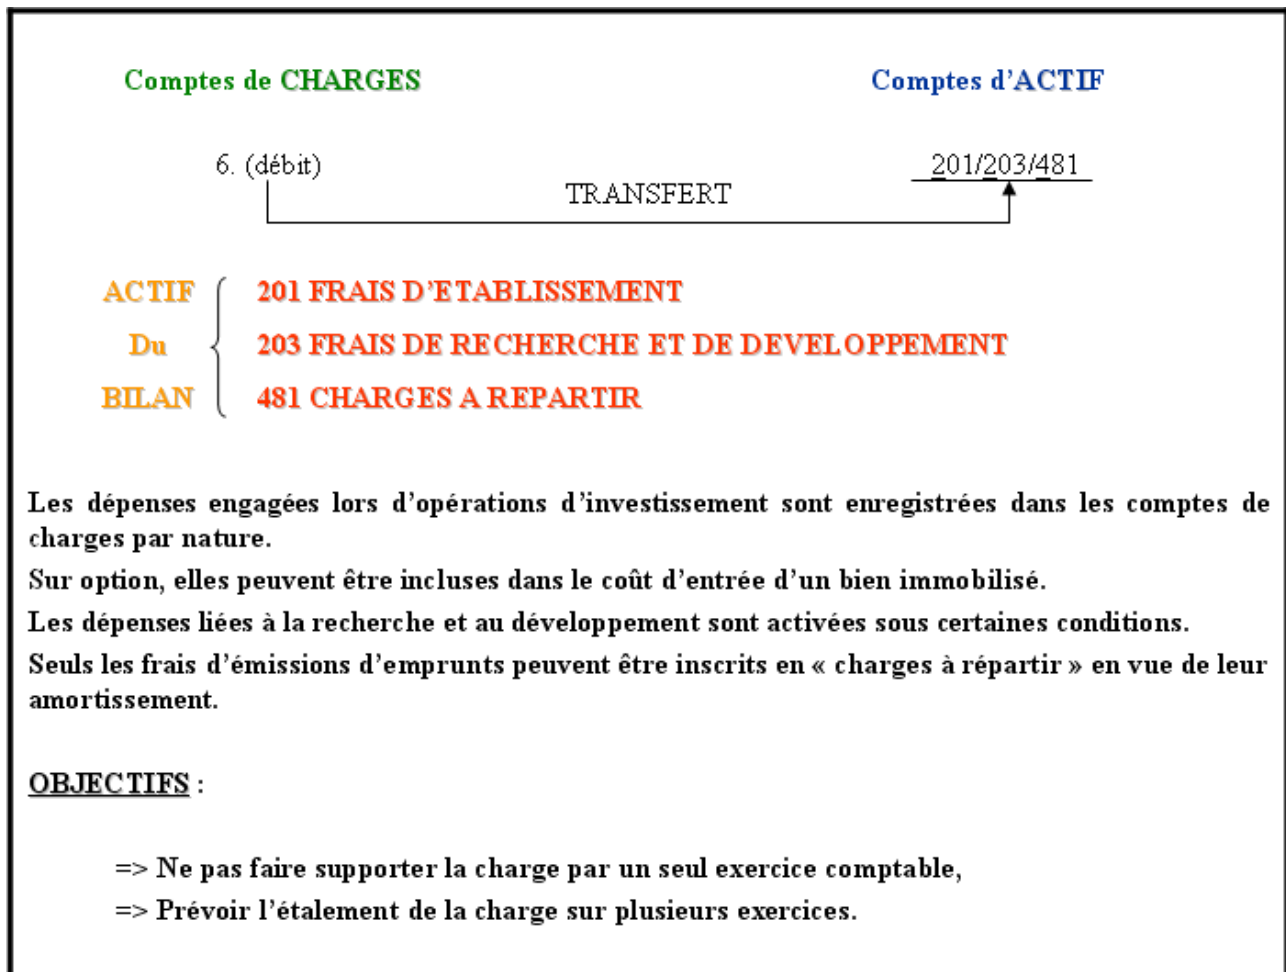 Comptes de CHARGES Comptes d'ACTIF
6. (débit) 201/203/481
TRANSFERT
ACTIF 201 FRAIS D'ETABLISSEMENT
Du 203 FRAIS DE RECHERCHE ET DE DEVELOPPEMENT
BILAN 481 CHARGES A REPARTIR
Les dépenses engagées lors d'opérations d'investissement sont enregistrées dans les comptes de
charges par nature.
Sur option, elles peuvent être incluses dans le coût d'entrée d'un bien immobilisé.
Les dépenses liées à la recherche et au développement sont activées sous certaines conditions.
Seuls les frais d'émissions d'emprunts peuvent être inscrits en « charges à répartir » en vue de leur
amortissement.
OBJECTIFS :
=> Ne pas faire supporter la charge par un seul exercice comptable,
=> Prévoir l'étalement de la charge sur plusieurs exercices.